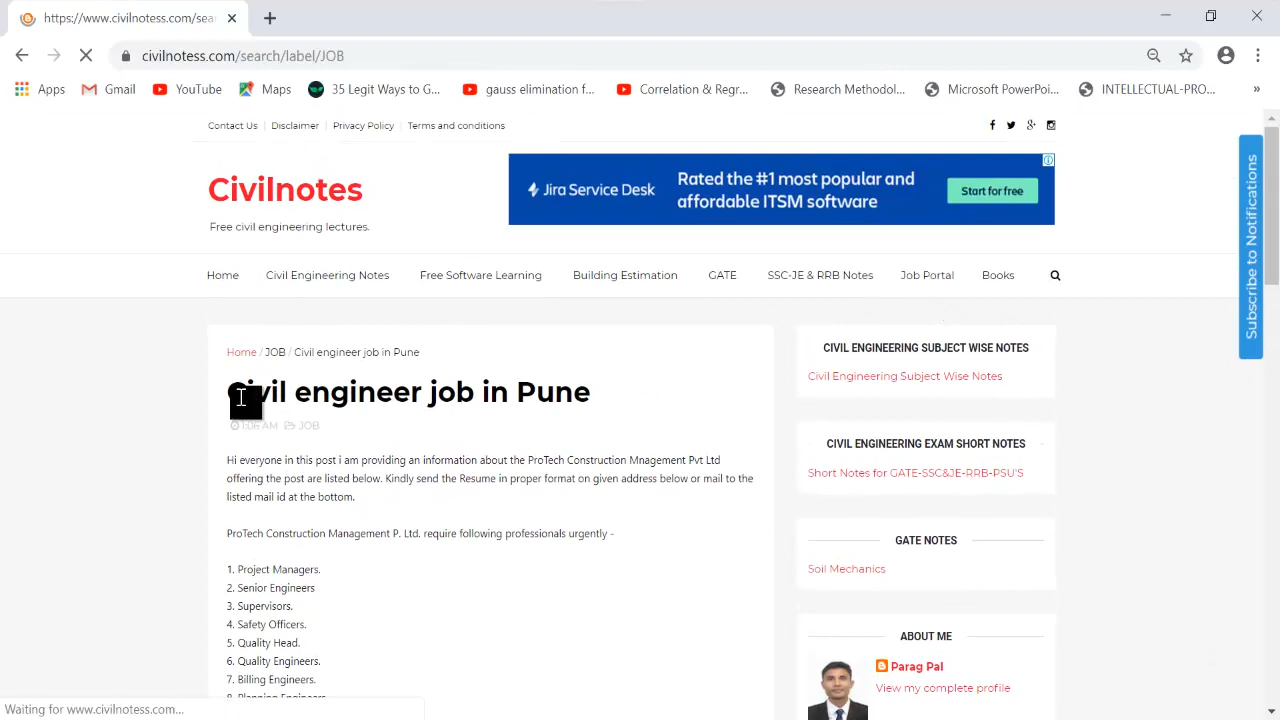 https://www.civilnotess.com/sear
civilnotess.com/search/label/JOB
Apps Gmail YouTube Maps 35 Legit Ways to G... gauss elimination f... Correlation & Regr... Research Methodol... Microsoft PowerPoi... INTELLECTUAL-PRO... »
Contact Us Disclaimer Privacy Policy Terms and conditions
Civilnotes
Free civil engineering lectures.
Jira Service Desk
Rated the #1 most popular and
affordable ITSM software
Start for free
Subscribe to Notifications
Home Civil Engineering Notes Free Software Learning Building Estimation GATE SSC-JE & RRB Notes Job Portal Books
Home / JOB / Civil engineer job in Pune
Civil engineer job in Pune
1:06 AM JOB
Hi everyone in this post i am providing an information about the ProTech Construction Mnagement Pvt Ltd
offering the post are listed below. Kindly send the Resume in proper format on given address below or mail to the
listed mail id at the bottom.
ProTech Construction Management P. Ltd. require following professionals urgently -
1. Project Managers.
2. Senior Engineers
3. Supervisors.
4. Safety Officers.
5. Quality Head.
6. Quality Engineers.
7. Billing Engineers.
8. Planning Engineers
CIVIL ENGINEERING SUBJECT WISE NOTES
Civil Engineering Subject Wise Notes
CIVIL ENGINEERING EXAM SHORT NOTES
Short Notes for GATE-SSC&JE-RRB-PSU'S
GATE NOTES
Soil Mechanics
ABOUT ME
Parag Pal
View my complete profile
Waiting for www.civilnotess.com...